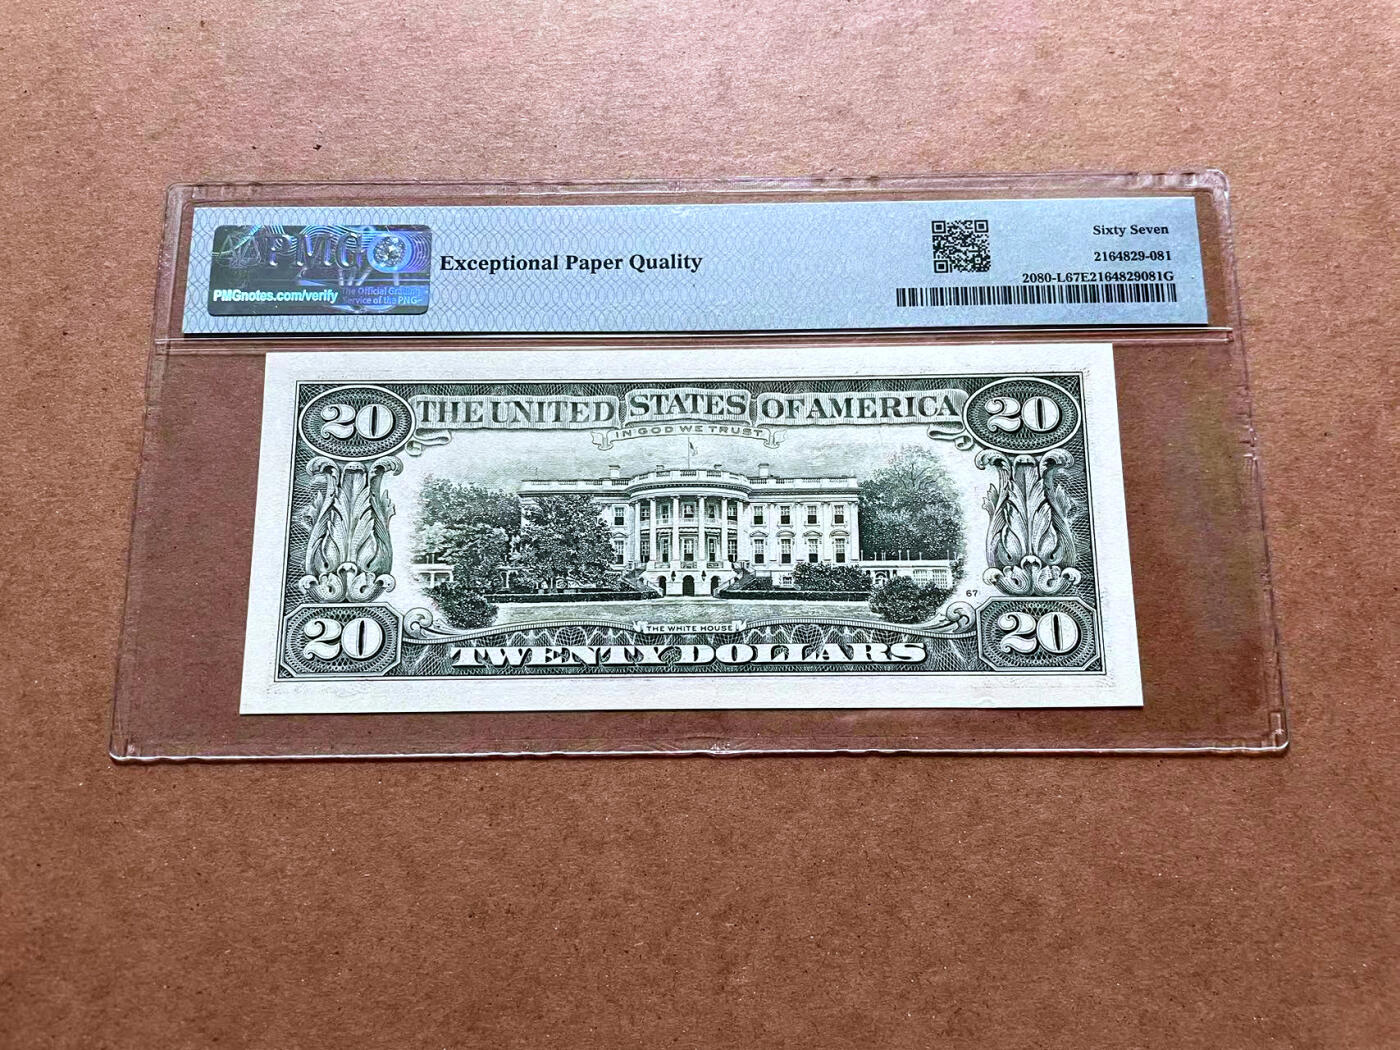 PMG
PMGnotes.com/verify
The Official Grading
Service of the PNG
Exceptional Paper Quality
Sixty Seven
2164829-081
2080-L67E2164829081G
20 THE UNITED STATES OF AMERICA 20
IN GOD WE TRUST
67
THE WHITE HOUSE
20 TWENTY DOLLARS 20